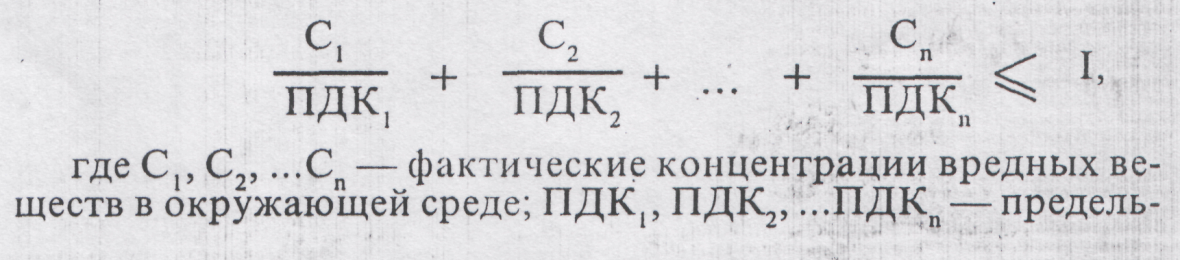 C₁/ПДК₁ + C₂/ПДК₂ + ... + Cₙ/ПДКₙ ⩽ I,
где C₁, C₂, ...Cₙ — фактические концентрации вредных ве-
ществ в окружающей среде; ПДК₁, ПДК₂, ...ПДКₙ — предель-